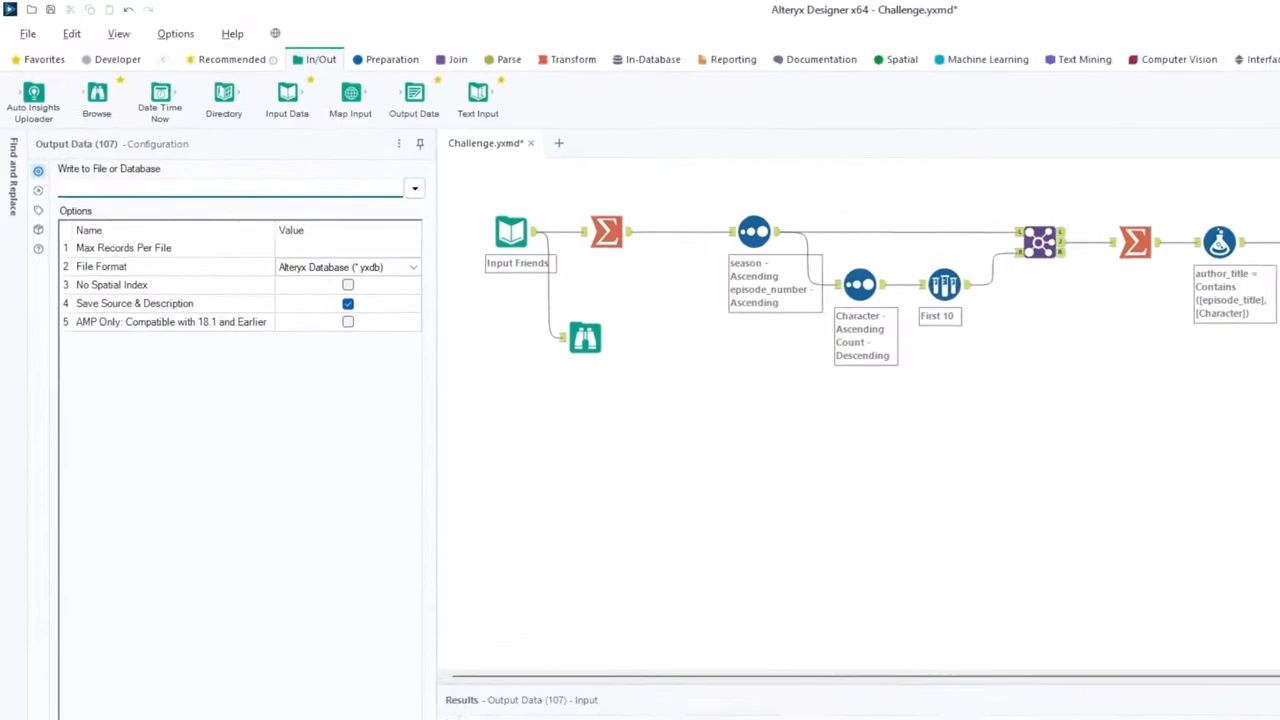 Alteryx Designer x64 - Challenge.yxmd*
File Edit View Options Help
Favorites Developer Recommended In/Out Preparation Join Parse Transform In-Database Reporting Documentation Spatial Machine Learning Text Mining Computer Vision Interfac
Auto Insights Uploader
Browse
Date Time Now
Directory
Input Data
Map Input
Output Data
Text Input
Find and Replace
Output Data (107) - Configuration
Write to File or Database
Options
Name Value
1 Max Records Per File
2 File Format Alteryx Database (*.yxdb)
3 No Spatial Index
4 Save Source & Description
5 AMP Only: Compatible with 18.1 and Earlier
Challenge.yxmd*
Input Friends
season -
Ascending
episode_number -
Ascending
Character -
Ascending
Count -
Descending
First 10
author_title =
Contains
([episode_title],
[Character])
Results - Output Data (107) - Input